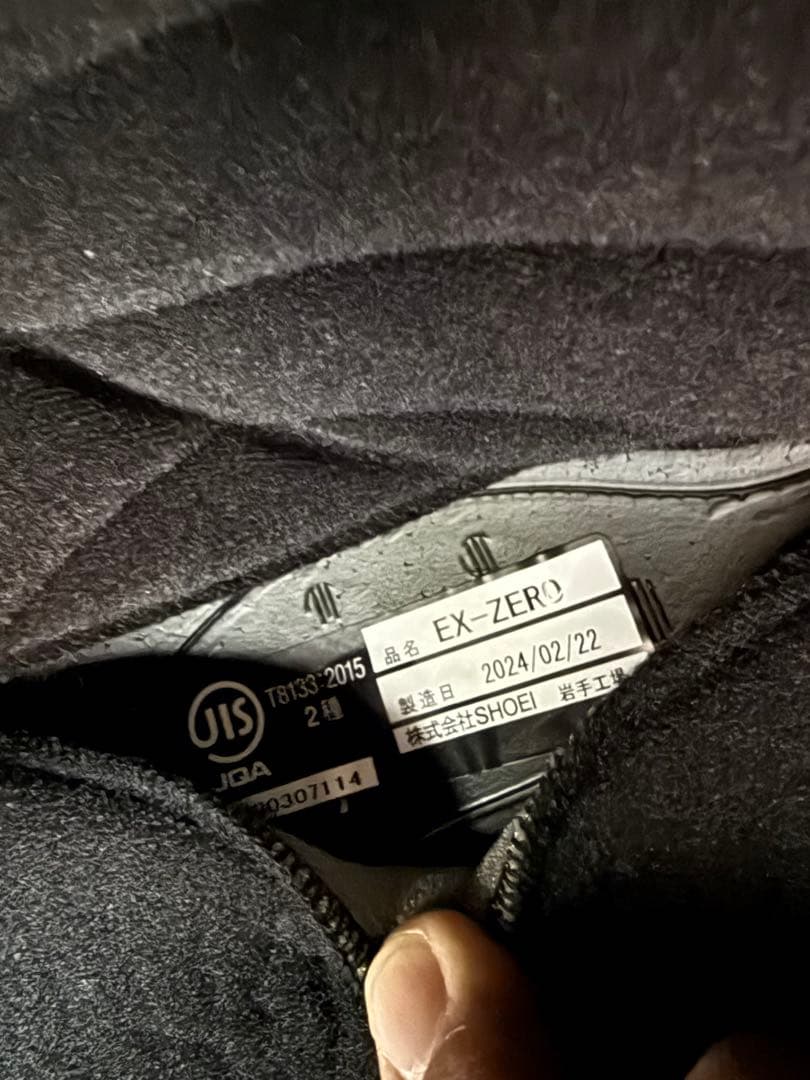 品名 EX-ZERO
製造日 2024/02/22
株式会社SHOEI 岩手工場
JIS
T8133:2015
2種
JQA
0307114